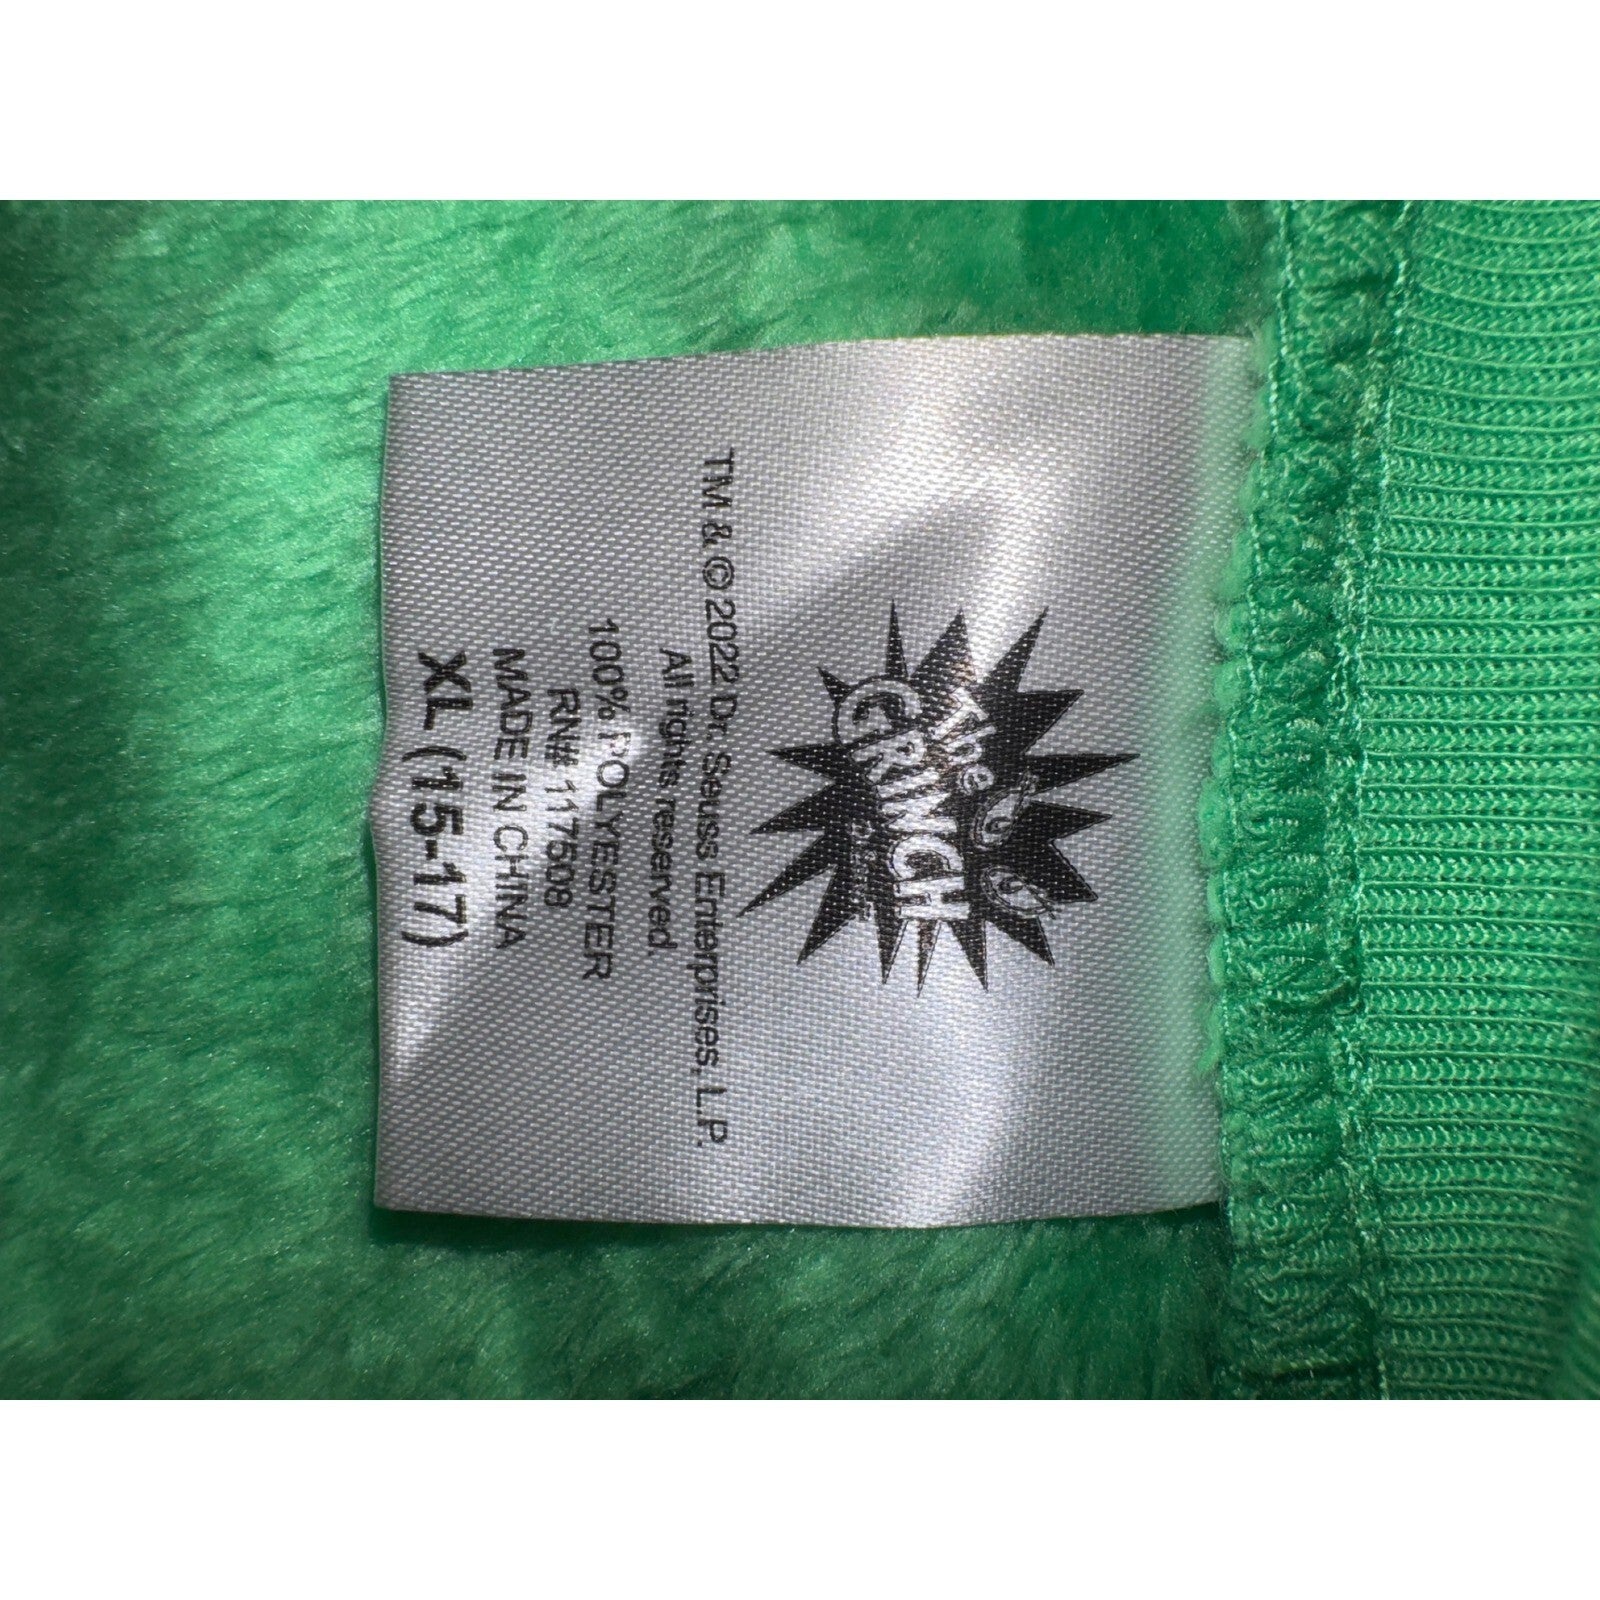 The
GRINCH
TM & © 2022 Dr. Seuss Enterprises, L.P.
All rights reserved.
100% POLYESTER
RN# 117508
MADE IN CHINA
XL (15-17)